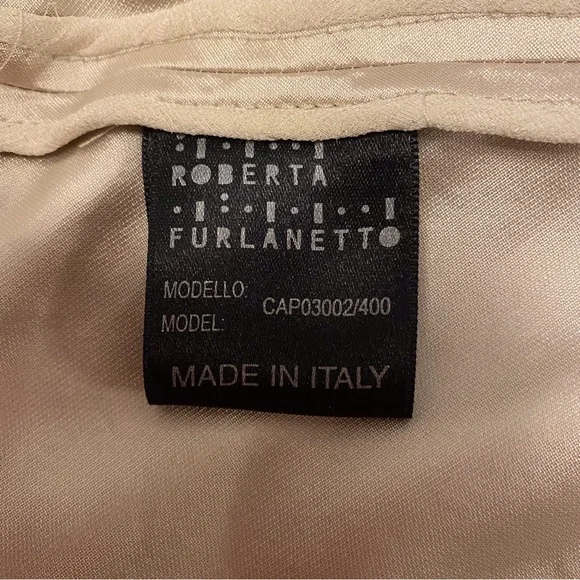 ROBERTA
FURLANETTO
MODELLO: CAP03002/400
MODEL:
MADE IN ITALY